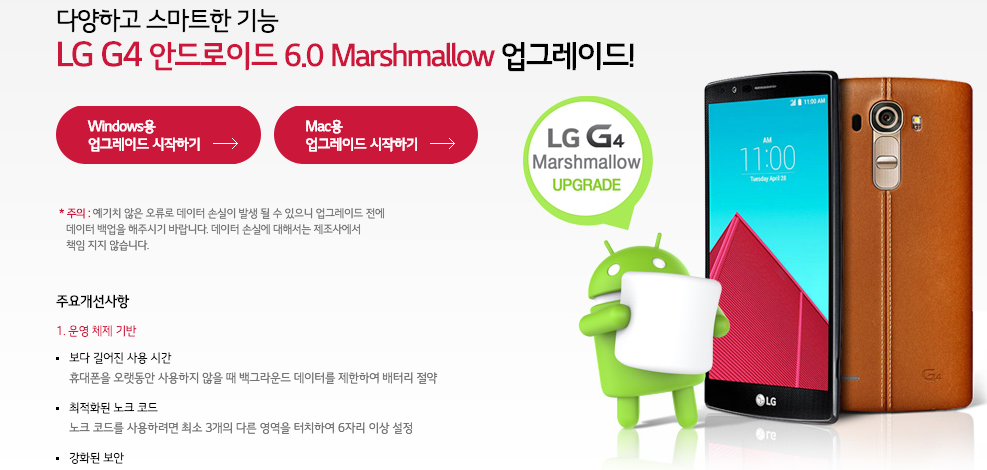 다양하고 스마트한 기능
LG G4 안드로이드 6.0 Marshmallow 업그레이드!
Windows용
업그레이드 시작하기
Mac용
업그레이드 시작하기
* 주의 : 예기치 않은 오류로 데이터 손실이 발생 될 수 있으니 업그레이드 전에
데이터 백업을 해주시기 바랍니다. 데이터 손실에 대해서는 제조사에서
책임 지지 않습니다.
주요개선사항
1. 운영 체제 기반
보다 길어진 사용 시간
휴대폰을 오랫동안 사용하지 않을 때 백그라운드 데이터를 제한하여 배터리 절약
최적화된 노크 코드
노크 코드를 사용하려면 최소 3개의 다른 영역을 터치하여 6자리 이상 설정
강화된 보안
LG G4
Marshmallow
UPGRADE
11:00 AM
AM
11:00
Tuesday April 28
LG
G4